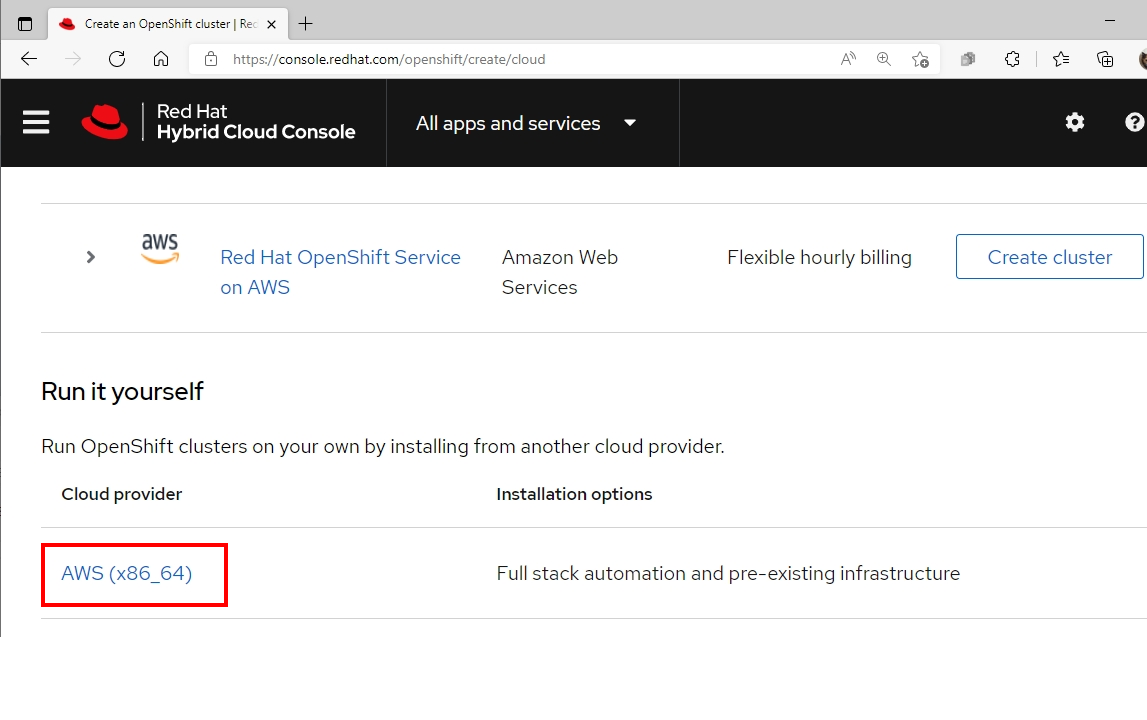 Create an OpenShift cluster | Rec
https://console.redhat.com/openshift/create/cloud
Red Hat
Hybrid Cloud Console
All apps and services
aws
Red Hat OpenShift Service
on AWS
Amazon Web
Services
Flexible hourly billing
Create cluster
Run it yourself
Run OpenShift clusters on your own by installing from another cloud provider.
Cloud provider
Installation options
AWS (x86_64)
Full stack automation and pre-existing infrastructure